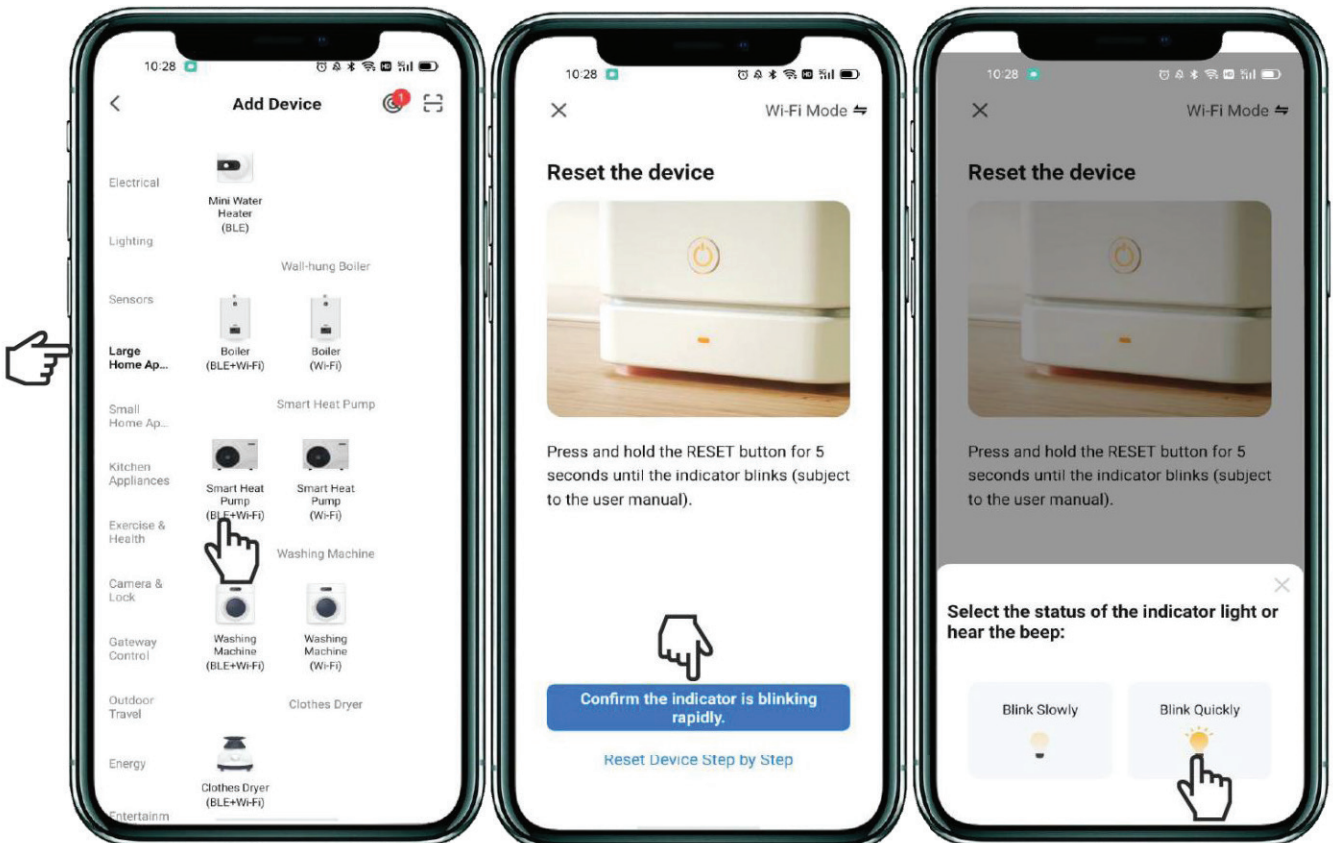 10:28
Add Device
1
Electrical
Lighting
Sensors
Large
Home Ap...
Small
Home Ap...
Kitchen
Appliances
Exercise &
Health
Camera &
Lock
Gateway
Control
Outdoor
Travel
Energy
Entertainm
Mini Water
Heater
(BLE)
Wall-hung Boiler
Boiler
(BLE+Wi-Fi)
Boiler
(Wi-Fi)
Smart Heat Pump
Smart Heat
Pump
(BLE+Wi-Fi)
Smart Heat
Pump
(Wi-Fi)
Washing Machine
Washing
Machine
(BLE+Wi-Fi)
Washing
Machine
(Wi-Fi)
Clothes Dryer
Clothes Dryer
(BLE+Wi-Fi)
10:28
Wi-Fi Mode
Reset the device
Press and hold the RESET button for 5
seconds until the indicator blinks (subject
to the user manual).
Confirm the indicator is blinking
rapidly.
Reset Device Step by Step
10:28
Wi-Fi Mode
Reset the device
Press and hold the RESET button for 5
seconds until the indicator blinks (subject
to the user manual).
Select the status of the indicator light or
hear the beep:
Blink Slowly
Blink Quickly